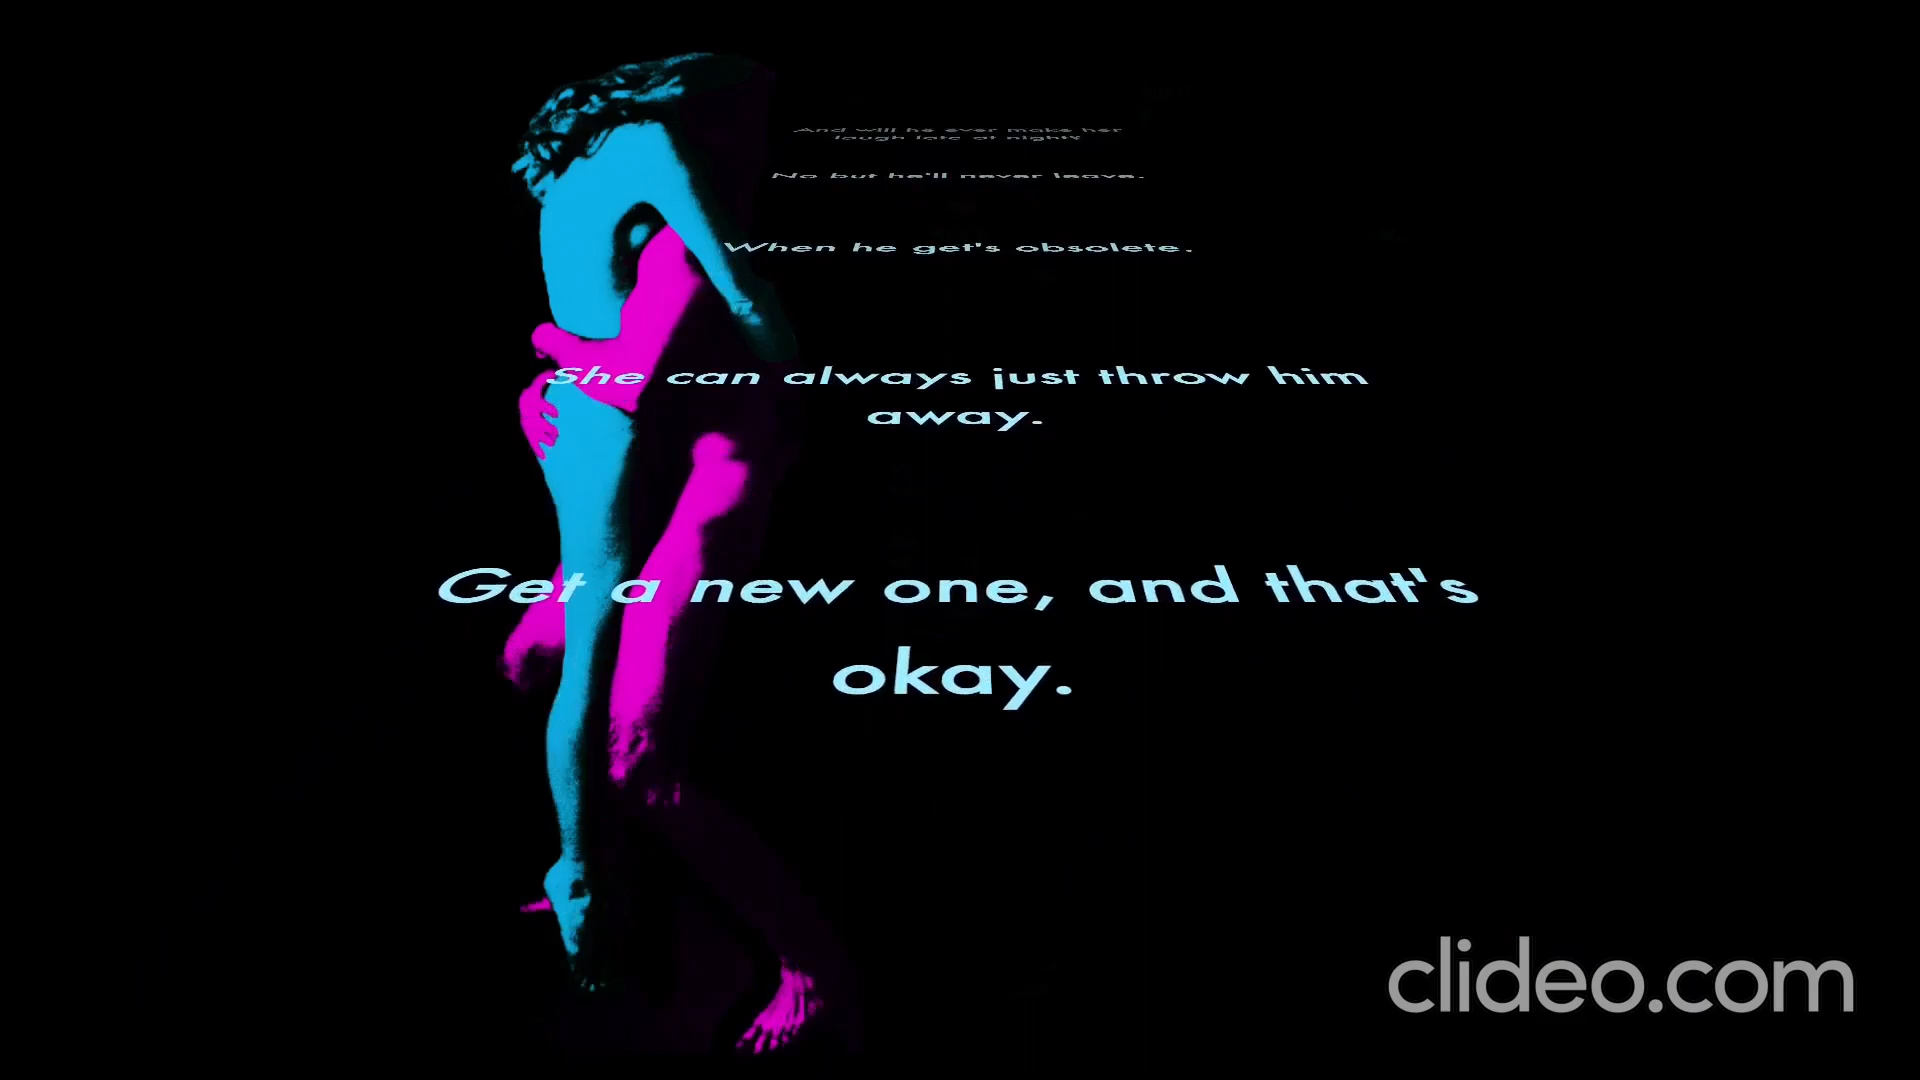 And will he ever make her
laugh late at night?
No but he'll never leave.
When he get's obsolete.
She can always just throw him
away.
Get a new one, and that's
okay.
clideo.com